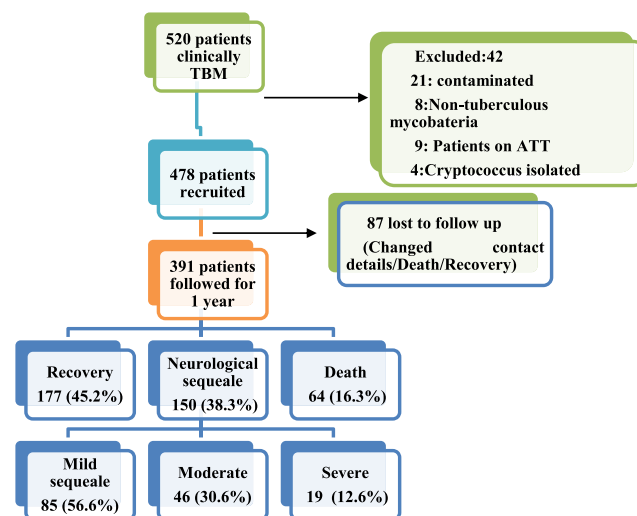 520 patients
clinically
TBM
Excluded:42
21: contaminated
8:Non-tuberculous
mycobateria
9: Patients on ATT
4:Cryptococus isolated
478 patients
recruited
87 lost to follow up
(Changed contact
details/Death/Recovery)
391 patients
followed for
1 year
Recovery
177 (45.2%)
Neurological
sequeale
150 (38.3%)
Death
64 (16.3%)
Mild
sequeale
85 (56.6%)
Moderate
46 (30.6%)
Severe
19 (12.6%)